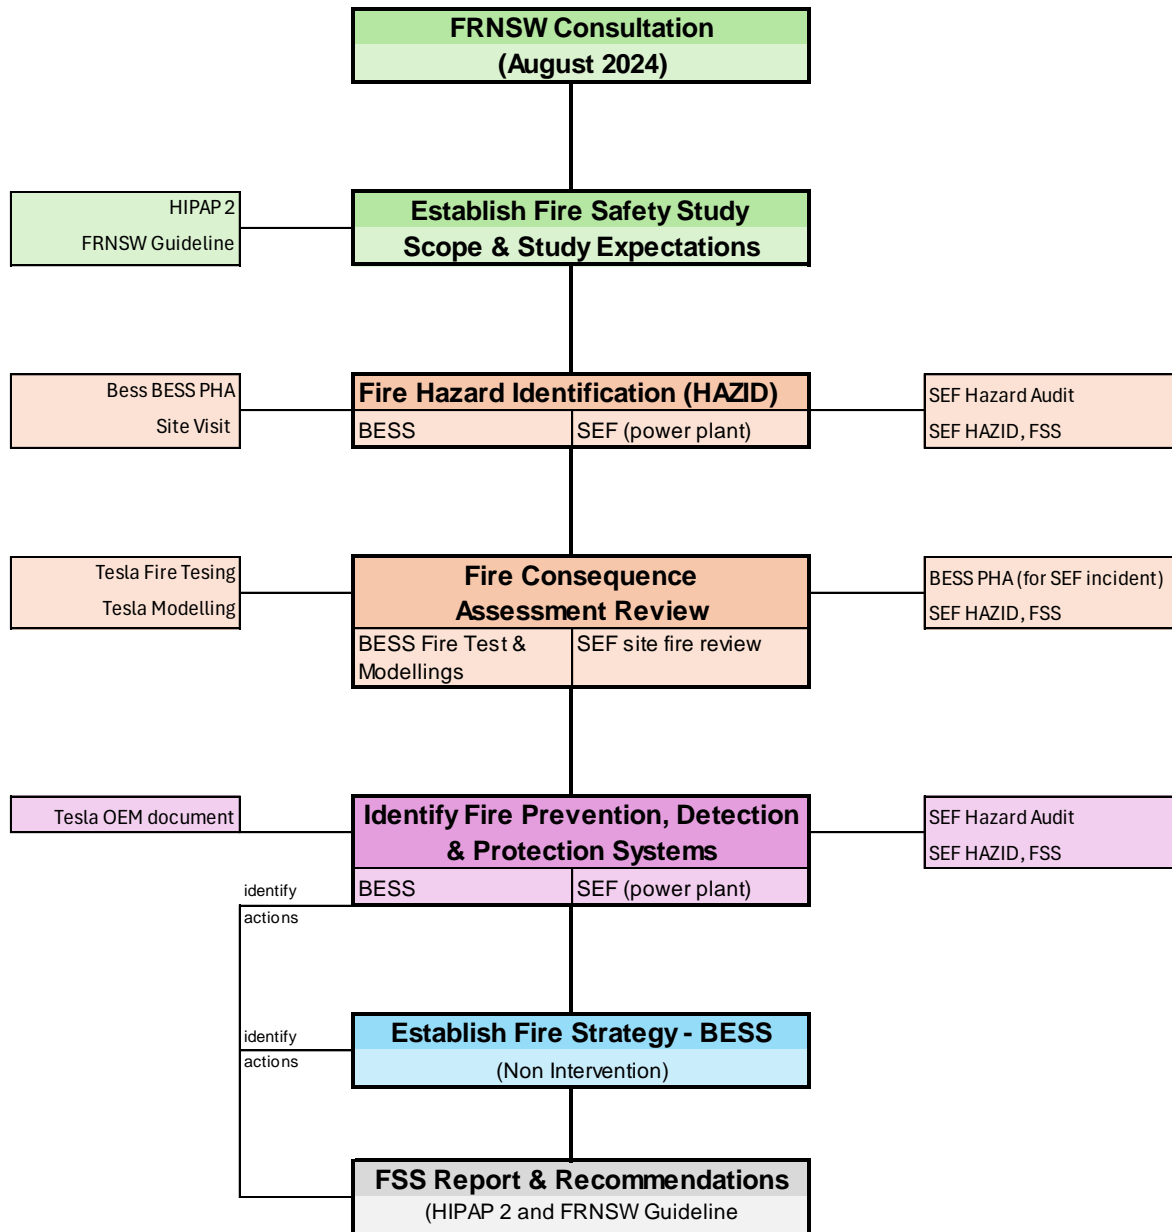 FRNSW Consultation
(August 2024)
HIPAP 2
FRNSW Guideline
Establish Fire Safety Study
Scope & Study Expectations
Bess BESS PHA
Site Visit
Fire Hazard Identification (HAZID)
BESS
SEF (power plant)
SEF Hazard Audit
SEF HAZID, FSS
Tesla Fire Tesing
Tesla Modelling
Fire Consequence
Assessment Review
BESS Fire Test &
Modellings
SEF site fire review
BESS PHA (for SEF incident)
SEF HAZID, FSS
Tesla OEM document
Identify Fire Prevention, Detection
& Protection Systems
BESS
SEF (power plant)
SEF Hazard Audit
SEF HAZID, FSS
identify
actions
identify
actions
Establish Fire Strategy - BESS
(Non Intervention)
FSS Report & Recommendations
(HIPAP 2 and FRNSW Guideline